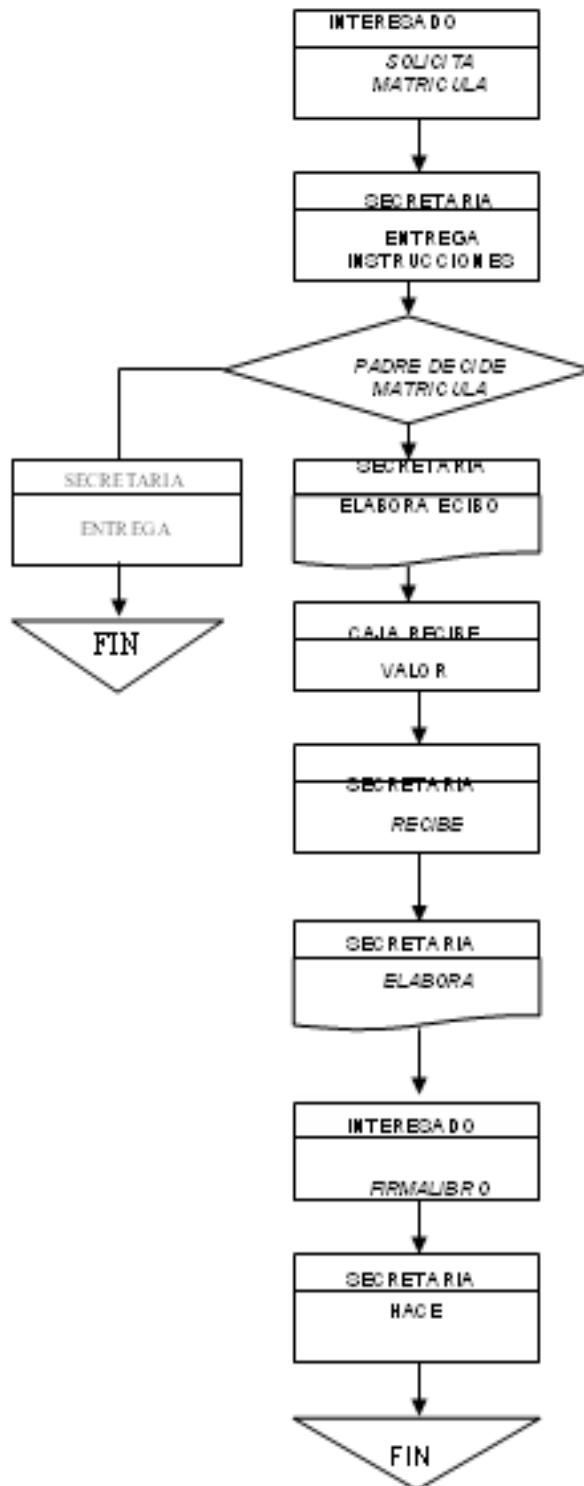 INTERESADO
SOLICITA
MATRICULA
SECRETARIA
ENTREGA
INSTRUCCIONES
PADRE DECIDE
MATRICULA
SECRETARIA
ENTREGA
FIN
SECRETARIA
ELABORA ECIBO
CAJA RECIBE
VALOR
SECRETARIA
RECIBE
SECRETARIA
ELABORA
INTERESADO
FIRMALIBRO
SECRETARIA
HACE
FIN